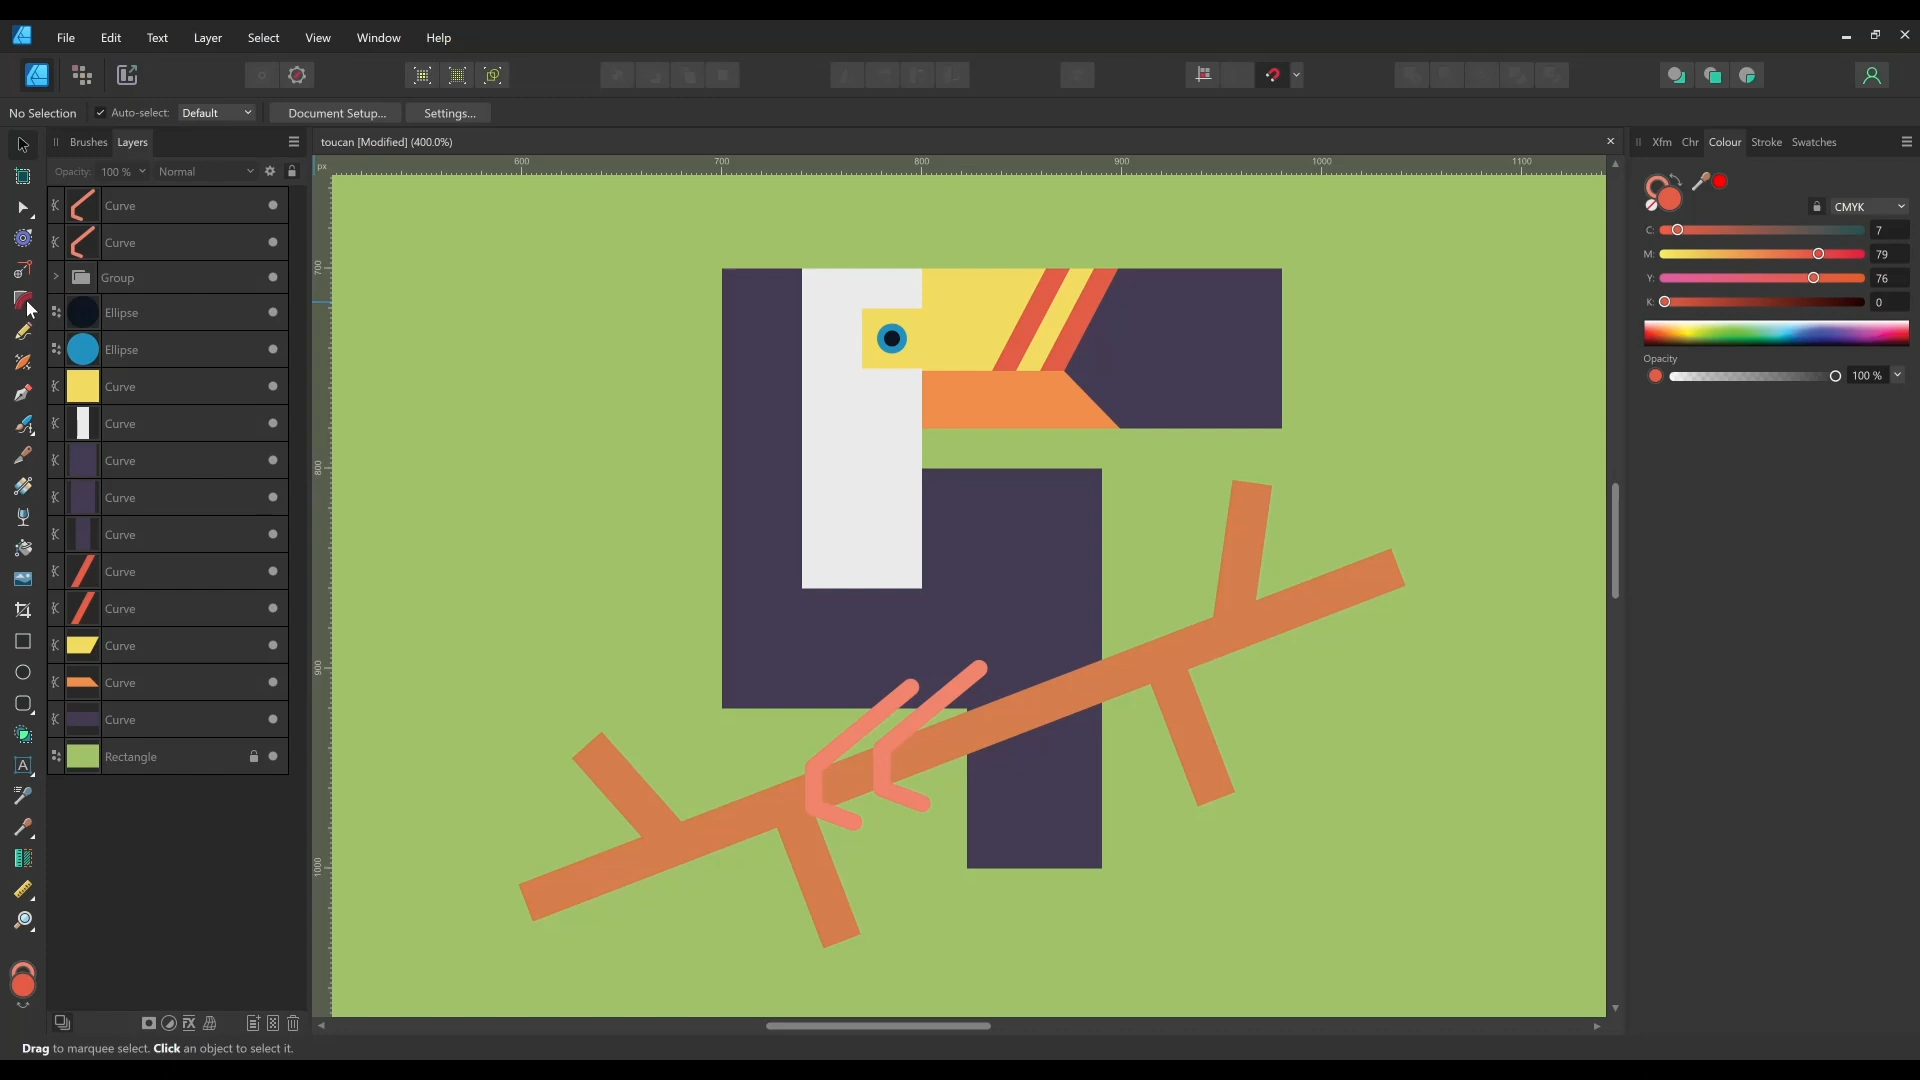 File Edit Text Layer Select View Window Help
No Selection Auto-select: Default Document Setup... Settings...
Brushes Layers
toucan [Modified] (400.0%)
Xfm Chr Colour Stroke Swatches
Opacity: 100 % Normal
px 600 700 800 900 1000 1100
Curve
Curve
Group
Ellipse
Ellipse
Curve
Curve
Curve
Curve
Curve
Curve
Curve
Curve
Curve
Curve
Rectangle
700
800
900
1000
CMYK
C: 7
M: 79
Y: 76
K: 0
Opacity
100 %
Drag to marquee select. Click an object to select it.